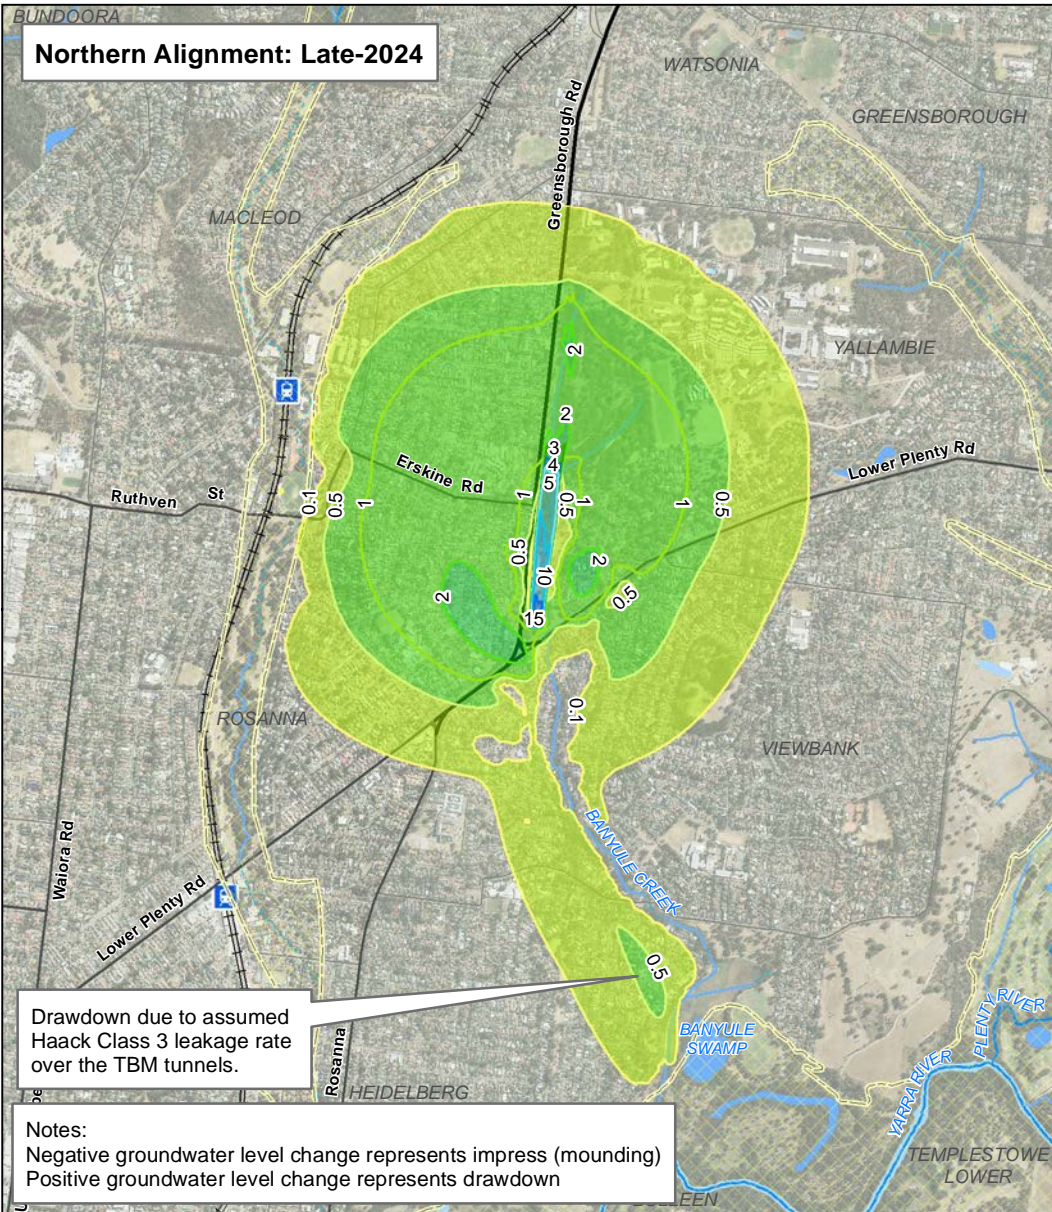 BUNDOORA
Northern Alignment: Late-2024
WATSONIA
GREENSBOROUGH
Greensborough Rd
MACLEOD
YALLAMBIE
2
2
3
4
5
Erskine Rd
Lower Plenty Rd
Ruthven St
0.1
0.5
1
1
0.5
1
1
0.5
0.5
10
2
2
0.5
15
0.1
ROSANNA
VIEWBANK
BANYULE CREEK
Waiora Rd
Lower Plenty Rd
0.5
Drawdown due to assumed
Haack Class 3 leakage rate
over the TBM tunnels.
Rosanna
BANYULE
SWAMP
PLENTY RIVER
YARRA RIVER
HEIDELBERG
Notes:
Negative groundwater level change represents impress (mounding)
Positive groundwater level change represents drawdown
TEMPLESTOWE
LOWER